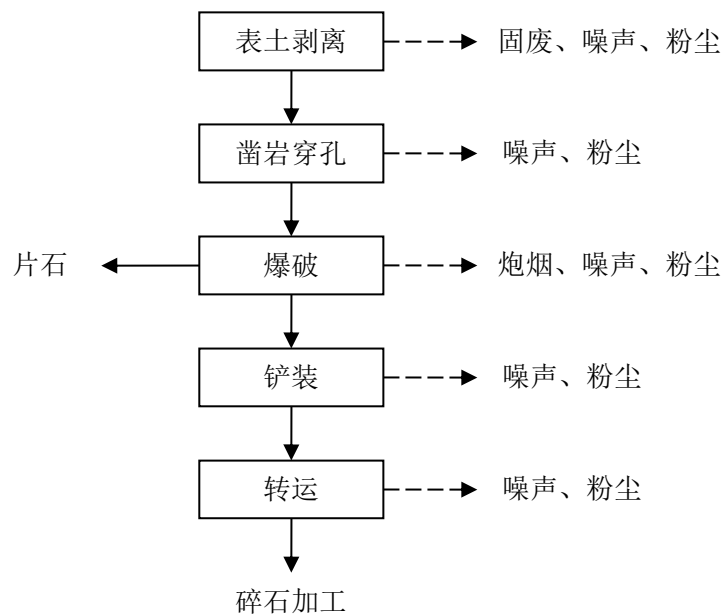 表土剥离
固废、噪声、粉尘
凿岩穿孔
噪声、粉尘
片石
爆破
炮烟、噪声、粉尘
铲装
噪声、粉尘
转运
噪声、粉尘
碎石加工